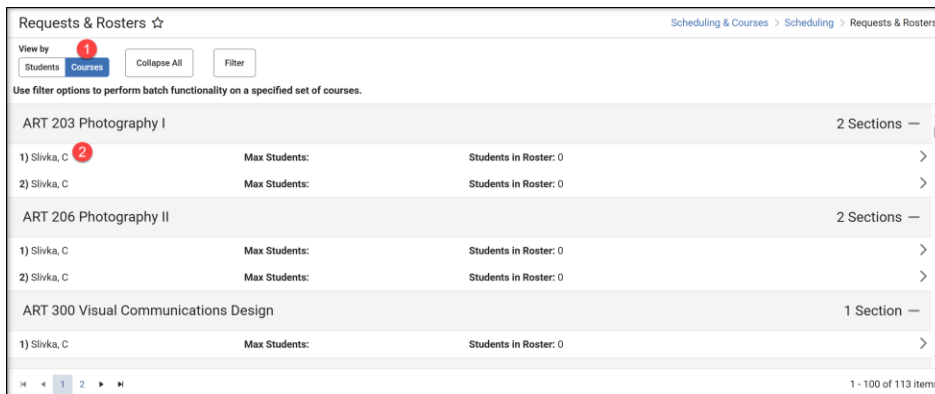 Requests & Rosters
Scheduling & Courses > Scheduling > Requests & Rosters
View by
1
Students Courses Collapse All Filter
Use filter options to perform batch functionality on a specified set of courses.
ART 203 Photography I 2 Sections —
1) Slivka, C 2 Max Students: Students in Roster: 0
2) Slivka, C Max Students: Students in Roster: 0
ART 206 Photography II 2 Sections —
1) Slivka, C Max Students: Students in Roster: 0
2) Slivka, C Max Students: Students in Roster: 0
ART 300 Visual Communications Design 1 Section —
1) Slivka, C Max Students: Students in Roster: 0
1 2 1 - 100 of 113 items